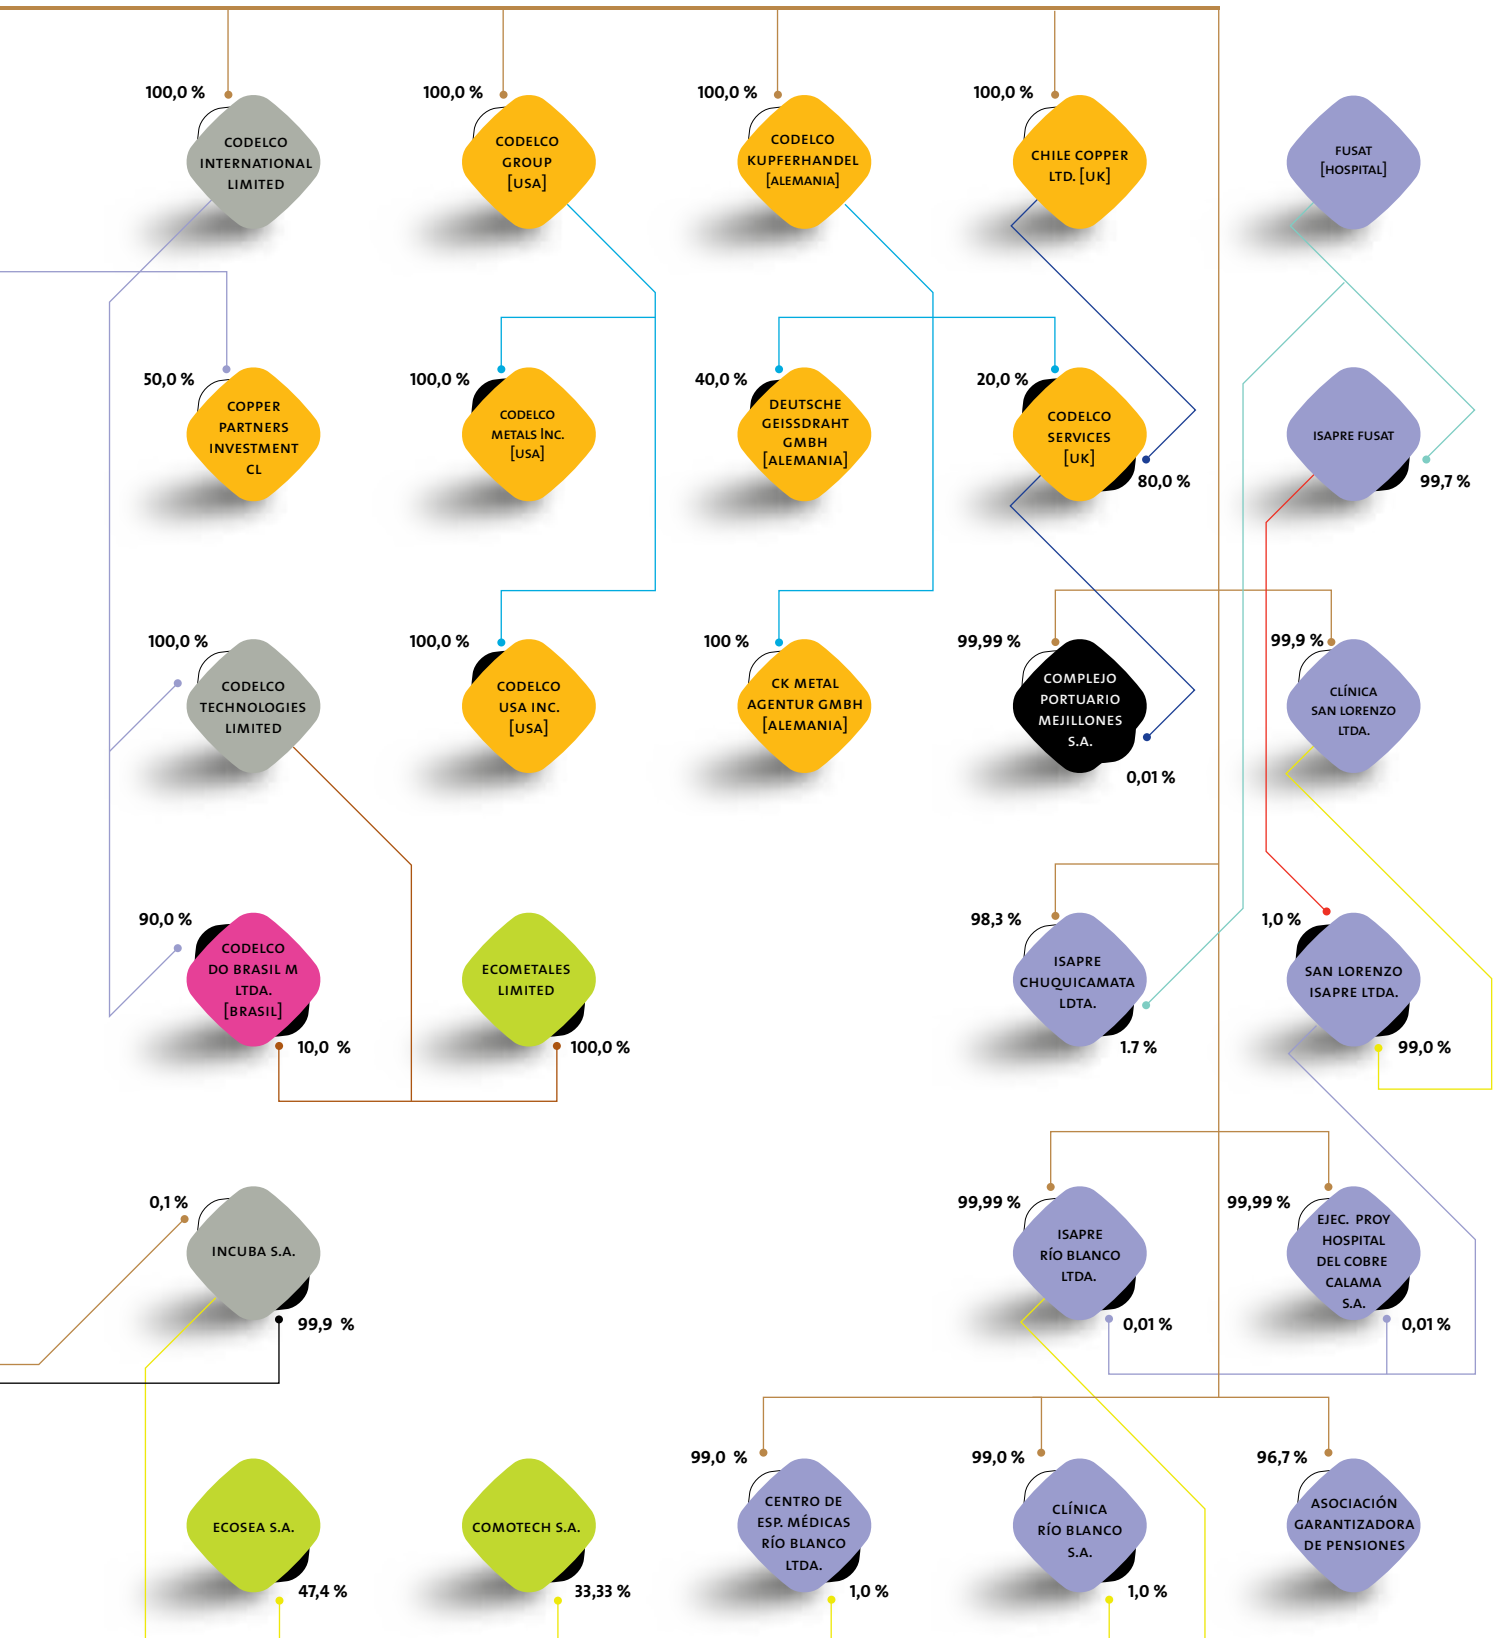 100,0 %
CODELCO
INTERNATIONAL
LIMITED
100,0 %
CODELCO
GROUP
[USA]
100,0 %
CODELCO
KUPFERHANDEL
[ALEMANIA]
100,0 %
CHILE COPPER
LTD. [UK]
FUSAT
[HOSPITAL]
50,0 %
COPPER
PARTNERS
INVESTMENT
CL
100,0 %
CODELCO
METALS INC.
[USA]
40,0 %
DEUTSCHE
GEISSDRAHT
GMBH
[ALEMANIA]
20,0 %
CODELCO
SERVICES
[UK]
80,0 %
ISAPRE FUSAT
99,7 %
100,0 %
CODELCO
TECHNOLOGIES
LIMITED
100,0 %
CODELCO
USA INC.
[USA]
100 %
CK METAL
AGENTUR GMBH
[ALEMANIA]
99,99 %
COMPLEJO
PORTUARIO
MEJILLONES
S.A.
0,01 %
99,9 %
CLÍNICA
SAN LORENZO
LTDA.
90,0 %
CODELCO
DO BRASIL M
LTDA.
[BRASIL]
10,0 %
ECOMETALES
LIMITED
100,0 %
98,3 %
ISAPRE
CHUQUICAMATA
LDTA.
1.7 %
1,0 %
SAN LORENZO
ISAPRE LTDA.
99,0 %
0,1 %
INCUBA S.A.
99,9 %
99,99 %
ISAPRE
RÍO BLANCO
LTDA.
0,01 %
99,99 %
EJEC. PROY
HOSPITAL
DEL COBRE
CALAMA
S.A.
0,01 %
ECOSEA S.A.
47,4 %
COMOTECH S.A.
33,33 %
99,0 %
CENTRO DE
ESP. MÉDICAS
RÍO BLANCO
LTDA.
1,0 %
99,0 %
CLÍNICA
RÍO BLANCO
S.A.
1,0 %
96,7 %
ASOCIACIÓN
GARANTIZADORA
DE PENSIONES